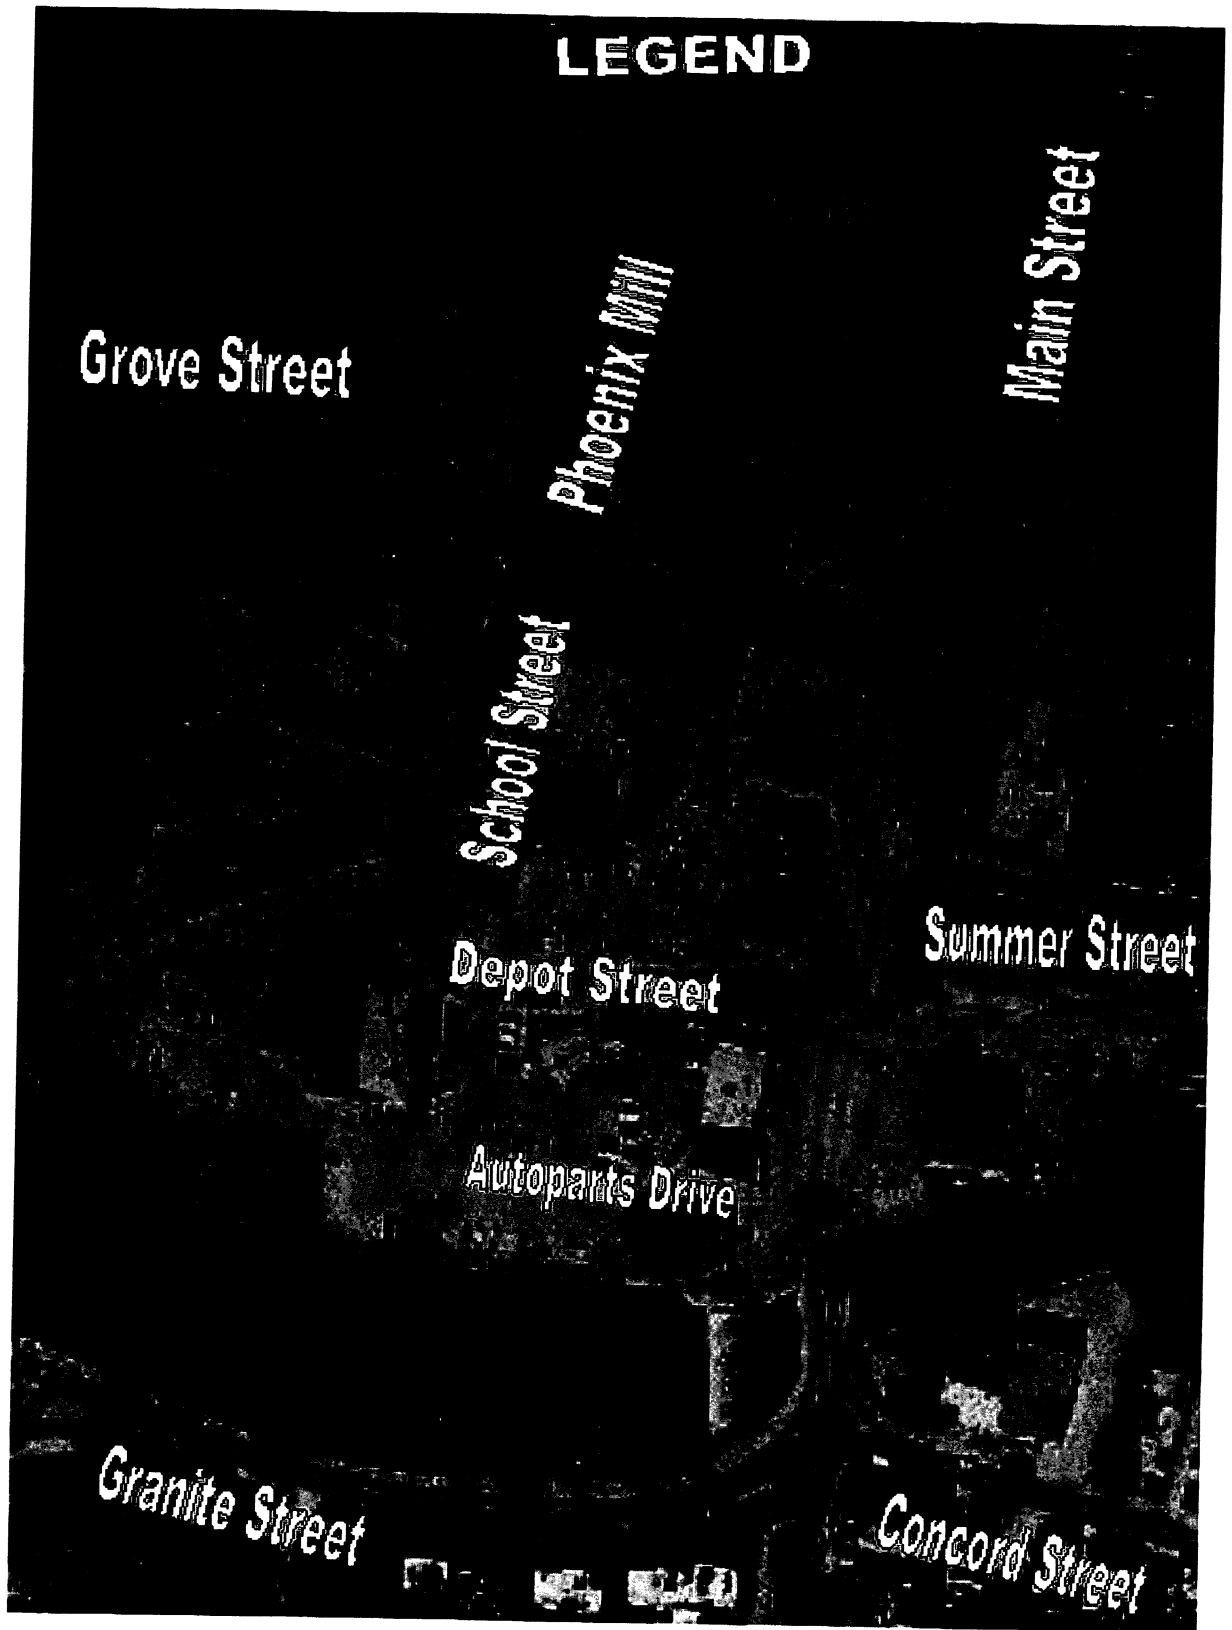 LEGEND
Main Street
Phoenix Mill
Grove Street
School Street
Summer Street
Depot Street
Autoparts Drive
Granite Street
Concord Street